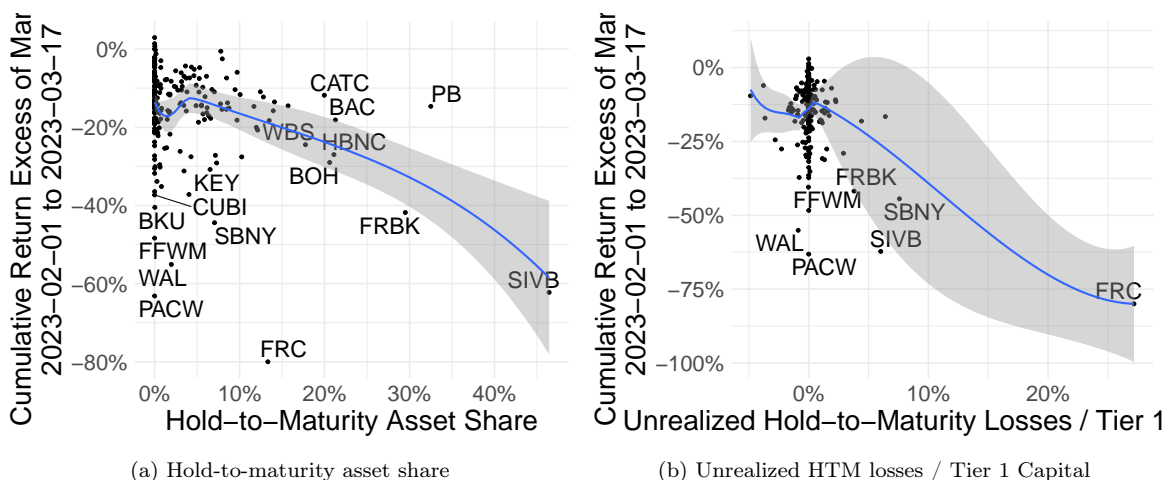 Cumulative Return Excess of Mar
2023−02−01 to 2023−03−17
0%
−20%
−40%
−60%
−80%
CATC
BAC
PB
WBS
HBNC
BOH
KEY
CUBI
BKU
SBNY
FRBK
FFWM
WAL
PACW
SIVB
FRC
0% 10% 20% 30% 40%
Hold−to−Maturity Asset Share
(a) Hold-to-maturity asset share
Cumulative Return Excess of Mar
2023−02−01 to 2023−03−17
0%
−25%
−50%
−75%
−100%
FRBK
FFWM
SBNY
WAL
SIVB
PACW
FRC
0% 10% 20%
Unrealized Hold−to−Maturity Losses / Tier 1
(b) Unrealized HTM losses / Tier 1 Capital